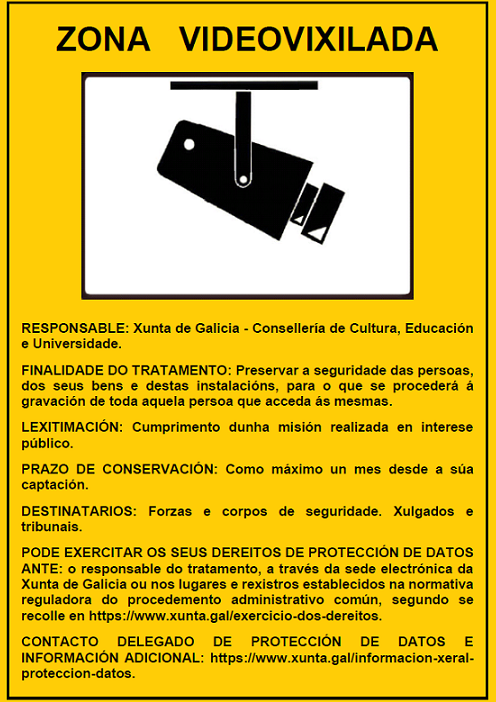 ZONA VIDEOVIXILADA
RESPONSABLE: Xunta de Galicia - Consellería de Cultura, Educación
e Universidade.
FINALIDADE DO TRATAMENTO: Preservar a seguridade das persoas,
dos seus bens e destas instalacións, para o que se procederá á
gravación de toda aquela persoa que acceda ás mesmas.
LEXITIMACIÓN: Cumprimento dunha misión realizada en interese
público.
PRAZO DE CONSERVACIÓN: Como máximo un mes desde a súa
captación.
DESTINATARIOS: Forzas e corpos de seguridade. Xulgados e
tribunais.
PODE EXERCITAR OS SEUS DEREITOS DE PROTECCIÓN DE DATOS
ANTE: o responsable do tratamento, a través da sede electrónica da
Xunta de Galicia ou nos lugares e rexistros establecidos na normativa
reguladora do procedemento administrativo común, segundo se
recolle en https://www.xunta.gal/exercicio-dos-dereitos.
CONTACTO DELEGADO DE PROTECCIÓN DE DATOS E
INFORMACIÓN ADICIONAL: https://www.xunta.gal/informacion-xeral-
proteccion-datos.